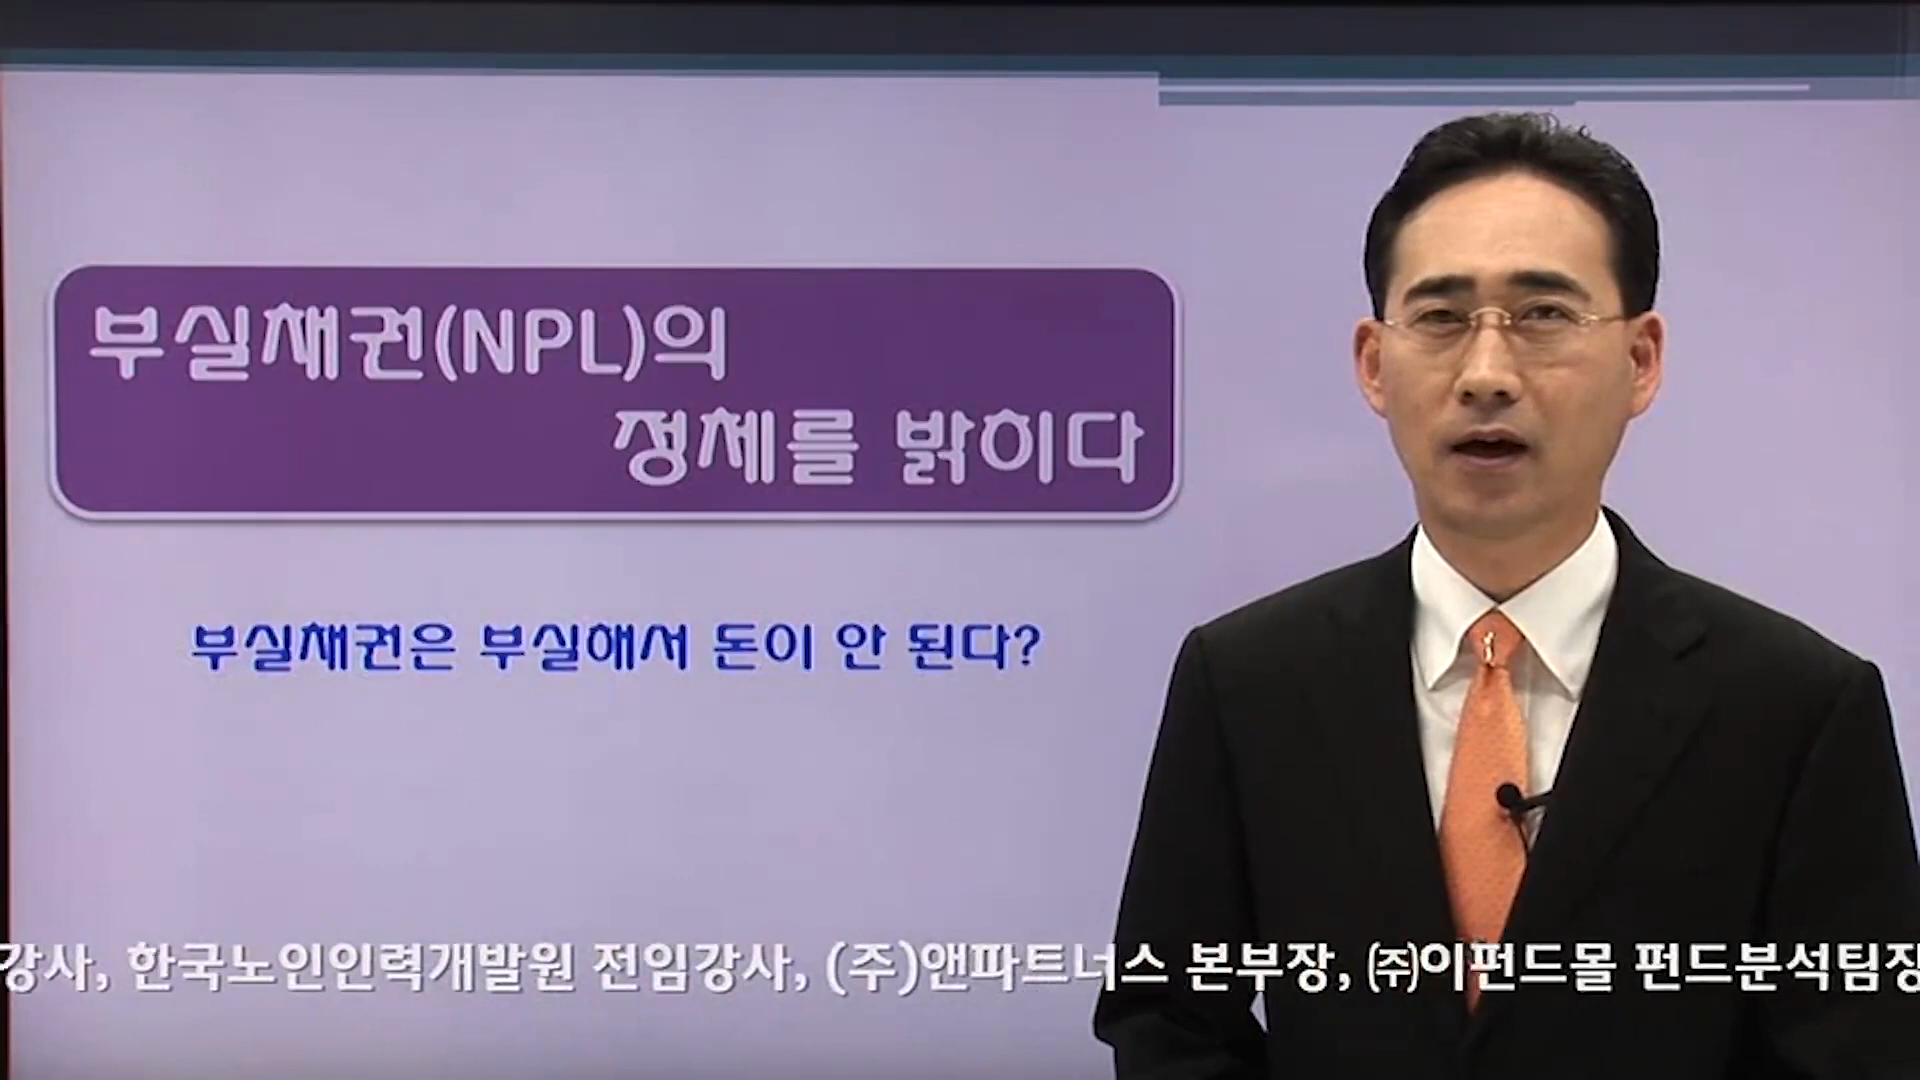 부실채권(NPL)의
정체를 밝히다
부실채권은 부실해서 돈이 안 된다?
강사, 한국노인인력개발원 전임강사, (주)앤파트너스 본부장, ㈜이펀드몰 펀드분석팀장